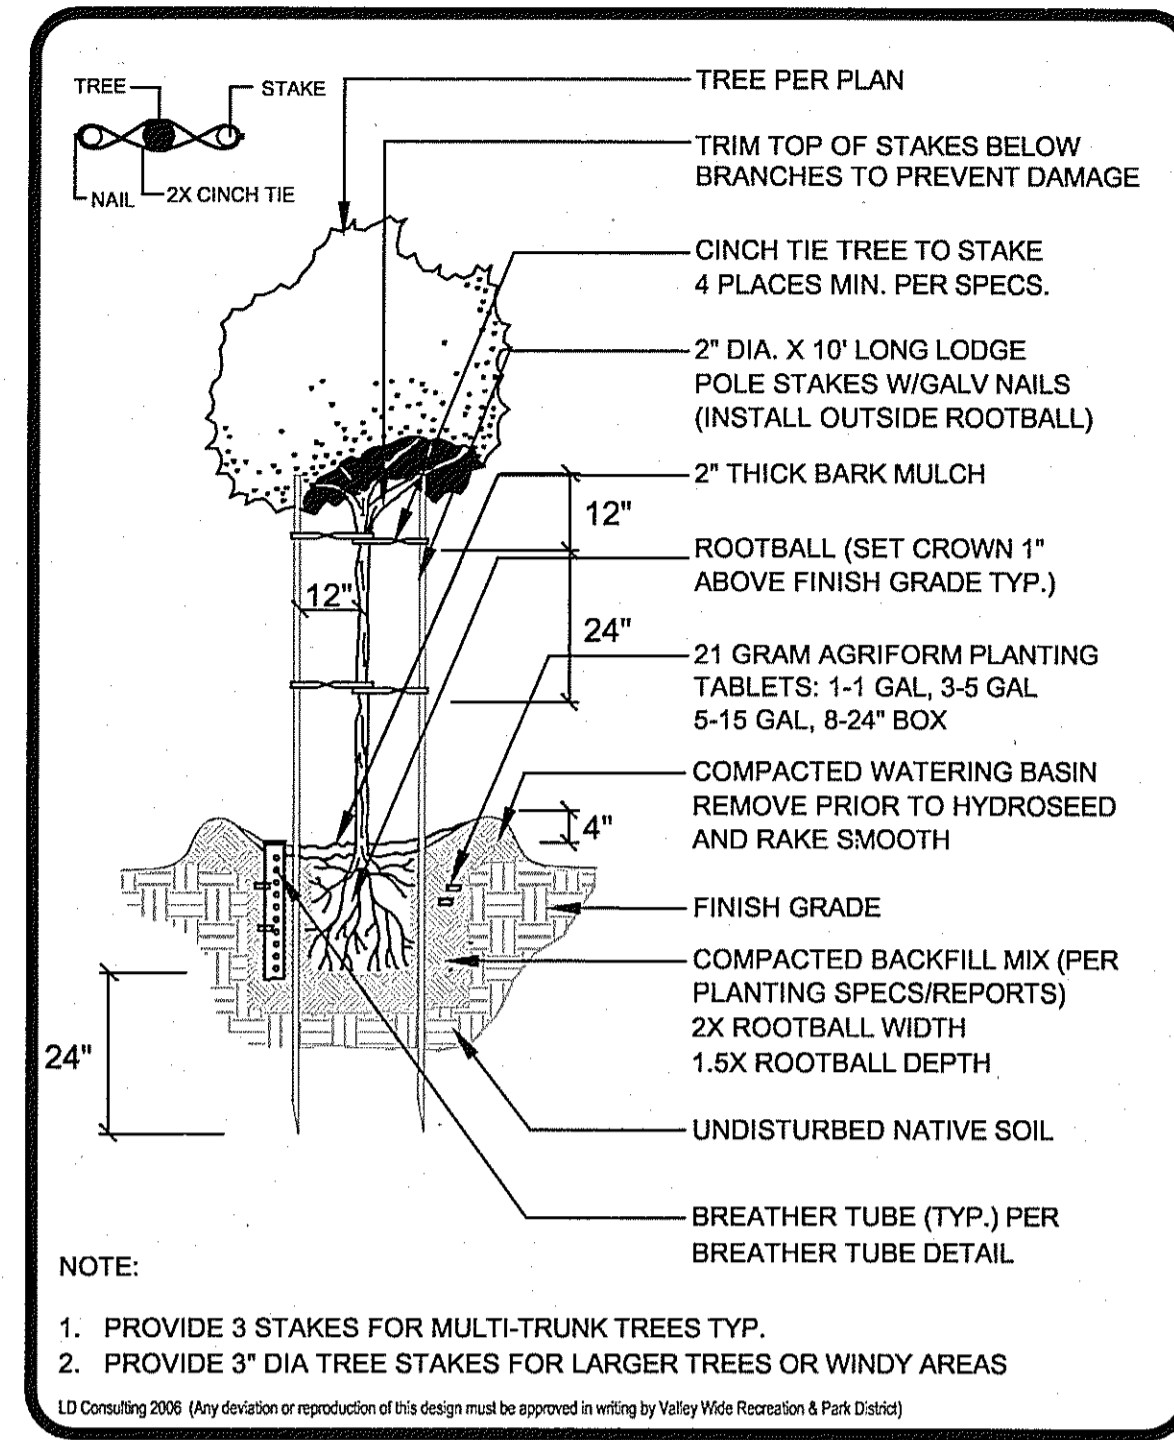 TREE
STAKE
NAIL
2X CINCH TIE
TREE PER PLAN
TRIM TOP OF STAKES BELOW
BRANCHES TO PREVENT DAMAGE
CINCH TIE TREE TO STAKE
4 PLACES MIN. PER SPECS.
2" DIA. X 10' LONG LODGE
POLE STAKES W/GALV NAILS
(INSTALL OUTSIDE ROOTBALL)
2" THICK BARK MULCH
12"
ROOTBALL (SET CROWN 1"
ABOVE FINISH GRADE TYP.)
12"
24"
21 GRAM AGRIFORM PLANTING
TABLETS: 1-1 GAL, 3-5 GAL
5-15 GAL, 8-24" BOX
COMPACTED WATERING BASIN
REMOVE PRIOR TO HYDROSEED
AND RAKE SMOOTH
4"
FINISH GRADE
COMPACTED BACKFILL MIX (PER
PLANTING SPECS/REPORTS)
2X ROOTBALL WIDTH
1.5X ROOTBALL DEPTH
24"
UNDISTURBED NATIVE SOIL
BREATHER TUBE (TYP.) PER
BREATHER TUBE DETAIL
NOTE:
1. PROVIDE 3 STAKES FOR MULTI-TRUNK TREES TYP.
2. PROVIDE 3" DIA TREE STAKES FOR LARGER TREES OR WINDY AREAS
LD Consulting 2006 (Any deviation or reproduction of this design must be approved in writing by Valley Wide Recreation & Park District)